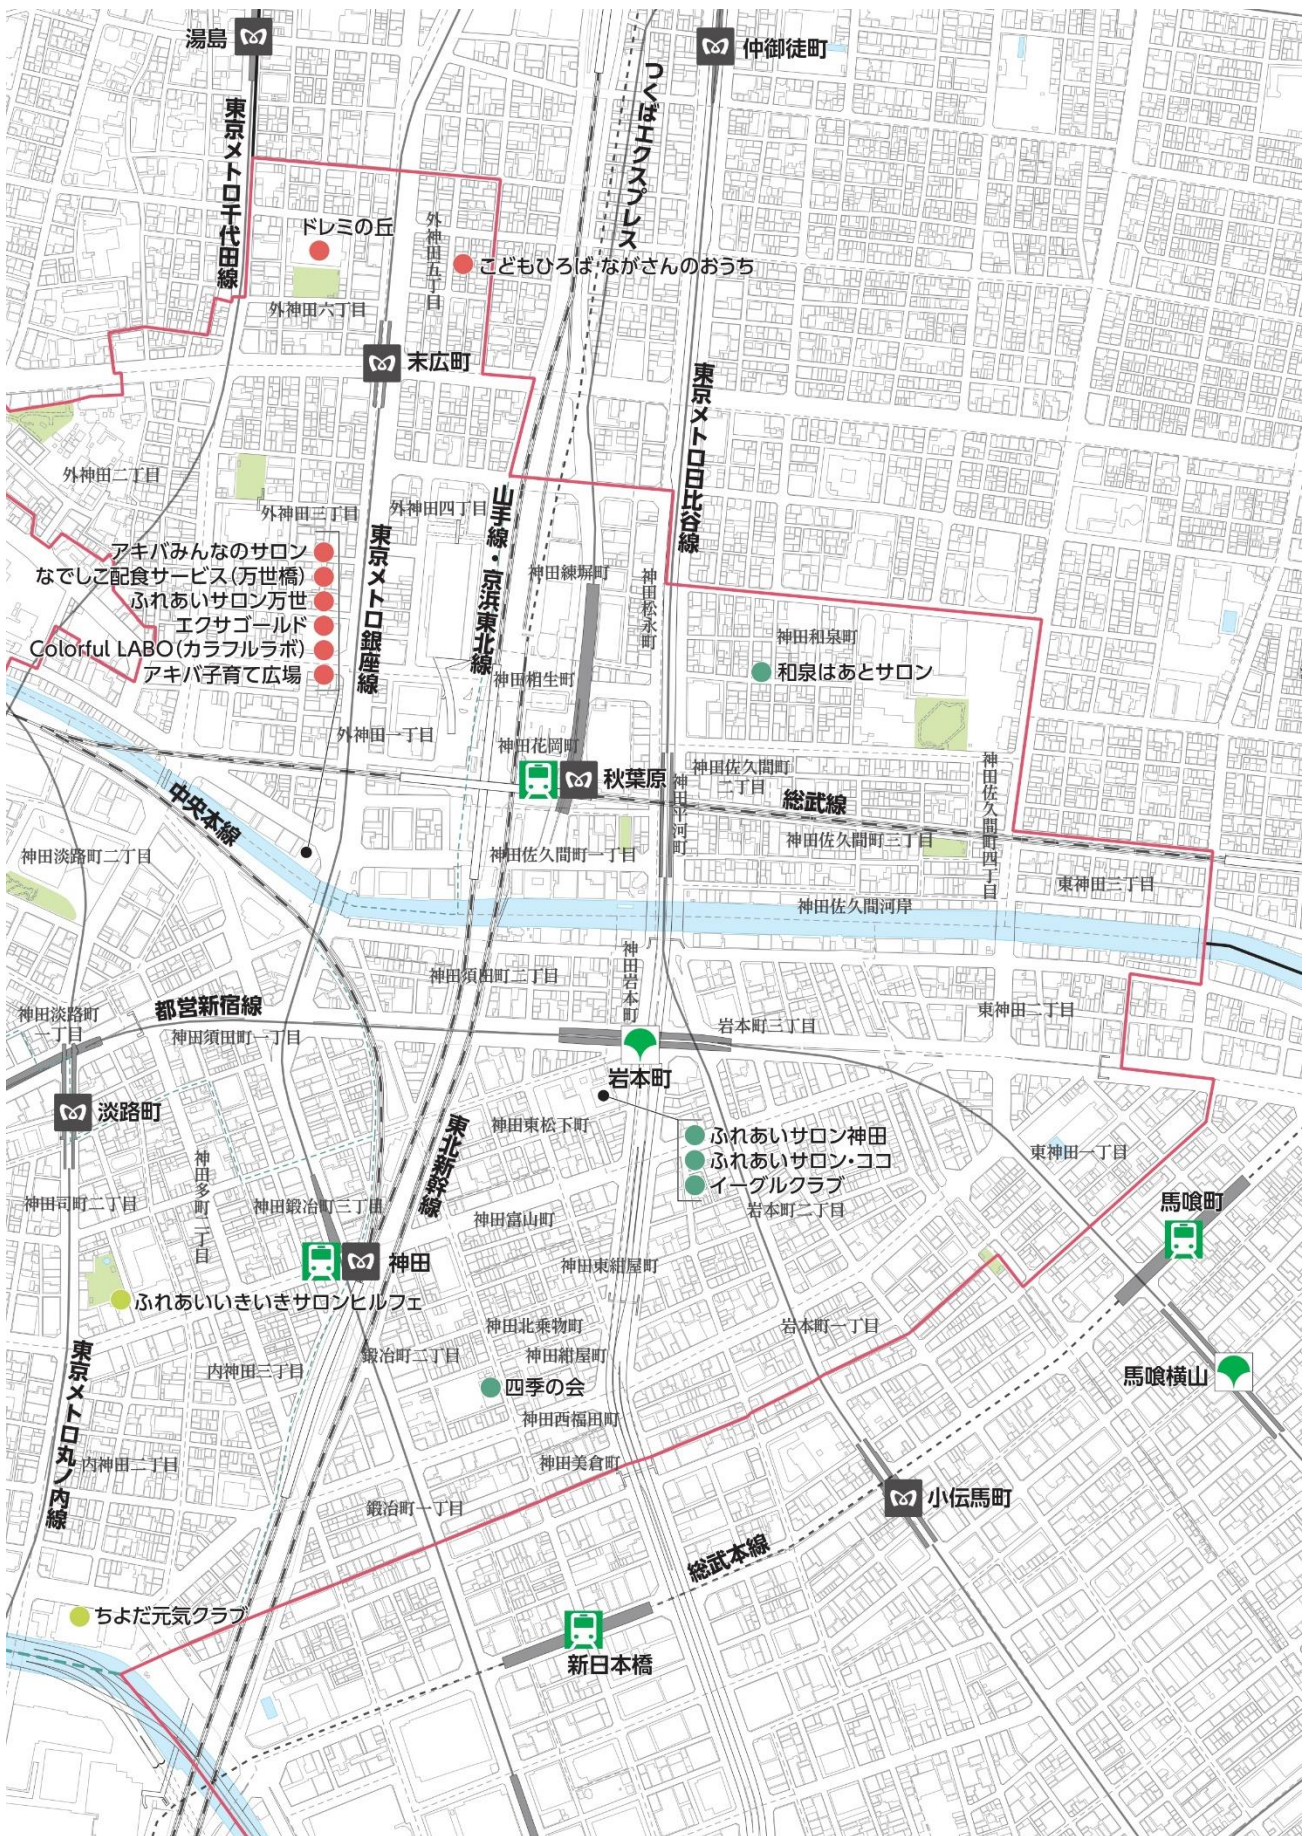 湯島
仲御徒町
つくばエクスプレス
東京メトロ千代田線
ドレミの丘
外神田五丁目
こどもひろば ながさんのおうち
外神田六丁目
末広町
東京メトロ日比谷線
外神田二丁目
外神田三丁目
外神田四丁目
山手線・京浜東北線
東京メトロ銀座線
アキバみんなのサロン
なでしこ配食サービス(万世橋)
ふれあいサロン万世
エクサゴールド
Colorful LABO(カラフルラボ)
アキバ子育て広場
神田練塀町
神田松永町
神田和泉町
和泉はあとサロン
神田相生町
外神田一丁目
神田花岡町
秋葉原
神田平河町
神田佐久間町
二丁目
神田佐久間町四丁目
総武線
中央本線
神田淡路町二丁目
神田佐久間町一丁目
神田佐久間町三丁目
東神田三丁目
神田佐久間河岸
神田須田町二丁目
神田岩本町
神田淡路町
一丁目
都営新宿線
神田須田町一丁目
岩本町三丁目
東神田二丁目
岩本町
淡路町
東北新幹線
神田東松下町
ふれあいサロン神田
ふれあいサロン・ココ
イーグルクラブ
東神田一丁目
神田多町二丁目
神田司町二丁目
神田鍛冶町三丁目
神田富山町
岩本町二丁目
馬喰町
神田
神田東紺屋町
ふれあいいきいきサロンヒルフェ
神田北乗物町
岩本町一丁目
東京メトロ丸ノ内線
内神田三丁目
鍛冶町二丁目
神田紺屋町
四季の会
馬喰横山
神田西福田町
内神田二丁目
神田美倉町
鍛冶町一丁目
小伝馬町
総武本線
ちよだ元気クラブ
新日本橋